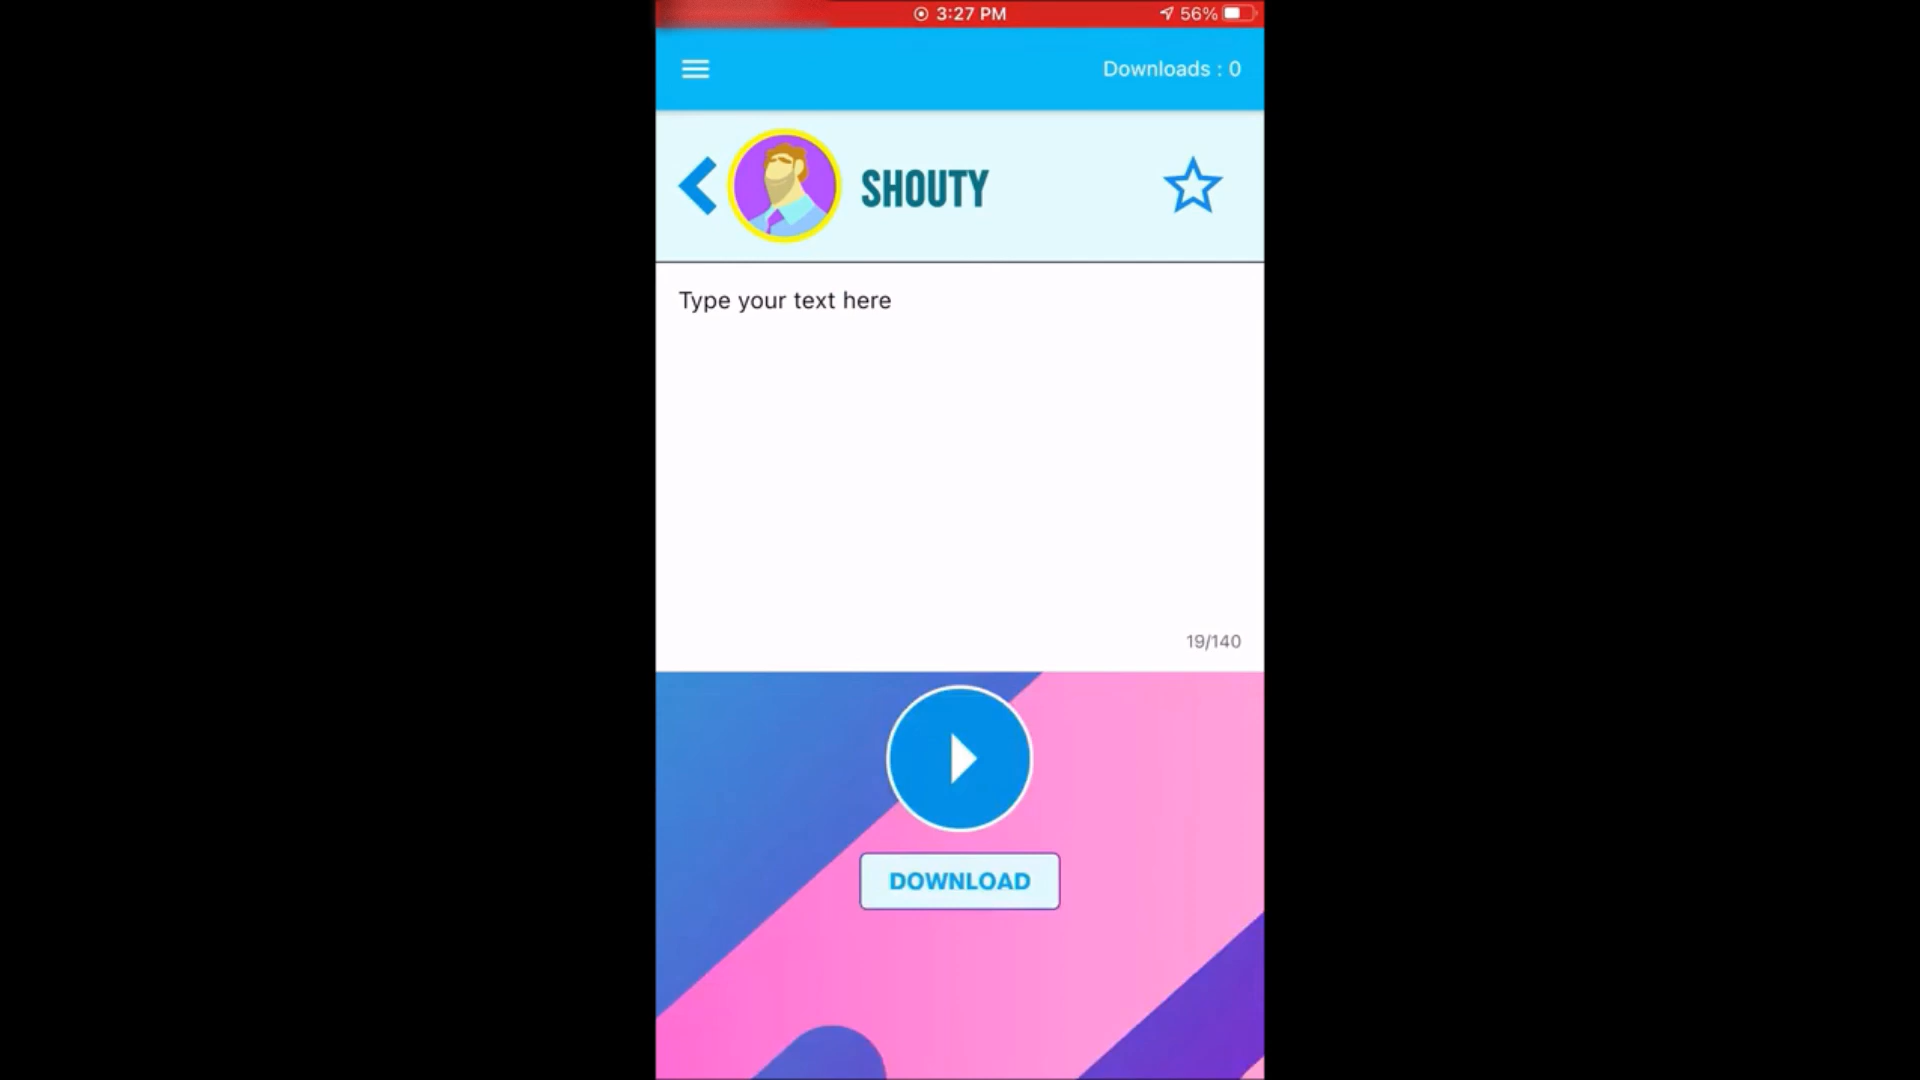 3:27 PM
56%
Downloads : 0
SHOUTY
Type your text here
19/140
DOWNLOAD